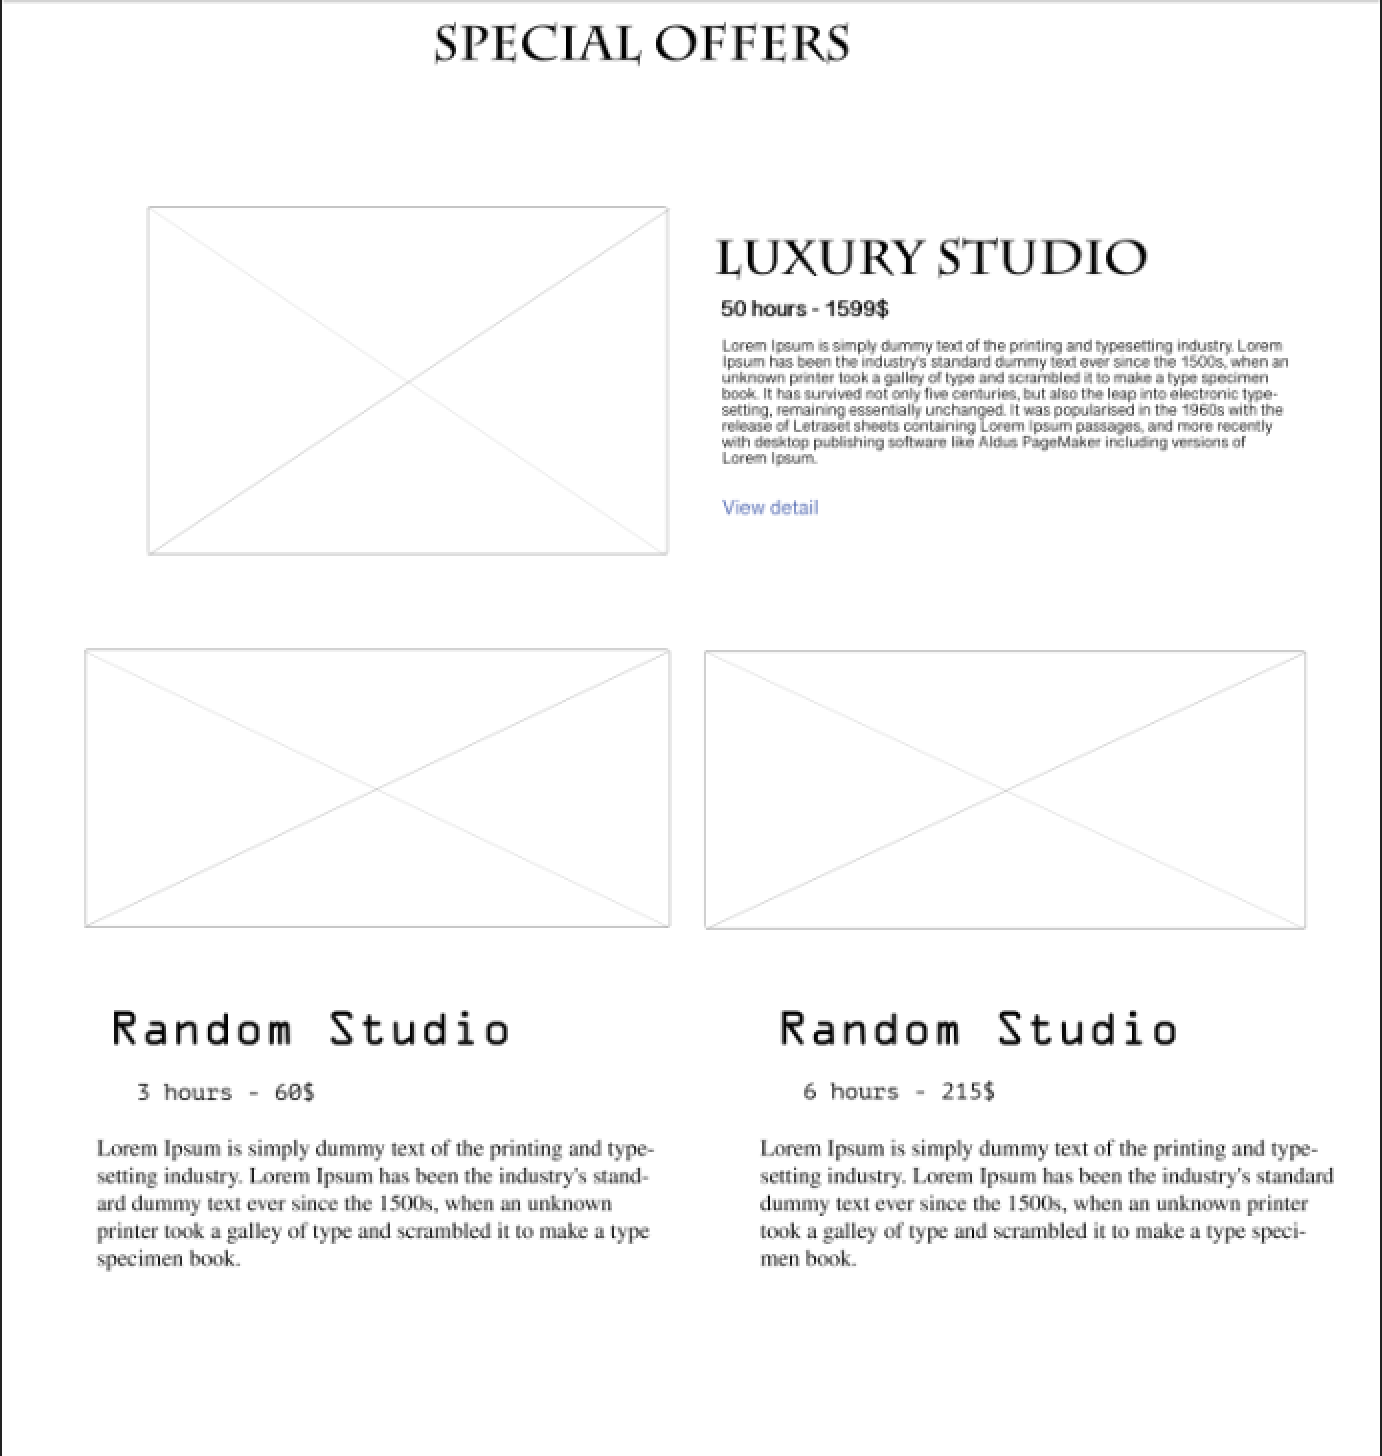 SPECIAL OFFERS
LUXURY STUDIO
50 hours - 1599$
Lorem Ipsum is simply dummy text of the printing and typesetting industry. Lorem
Ipsum has been the industry's standard dummy text ever since the 1500s, when an
unknown printer took a galley of type and scrambled it to make a type specimen
book. It has survived not only five centuries, but also the leap into electronic type-
setting, remaining essentially unchanged. It was popularised in the 1960s with the
release of Letraset sheets containing Lorem Ipsum passages, and more recently
with desktop publishing software like Aldus PageMaker including versions of
Lorem Ipsum.
View detail
Random Studio
3 hours - 60$
Lorem Ipsum is simply dummy text of the printing and type-
setting industry. Lorem Ipsum has been the industry's stand-
ard dummy text ever since the 1500s, when an unknown
printer took a galley of type and scrambled it to make a type
specimen book.
Random Studio
6 hours - 215$
Lorem Ipsum is simply dummy text of the printing and type-
setting industry. Lorem Ipsum has been the industry's standard
dummy text ever since the 1500s, when an unknown printer
took a galley of type and scrambled it to make a type speci-
men book.